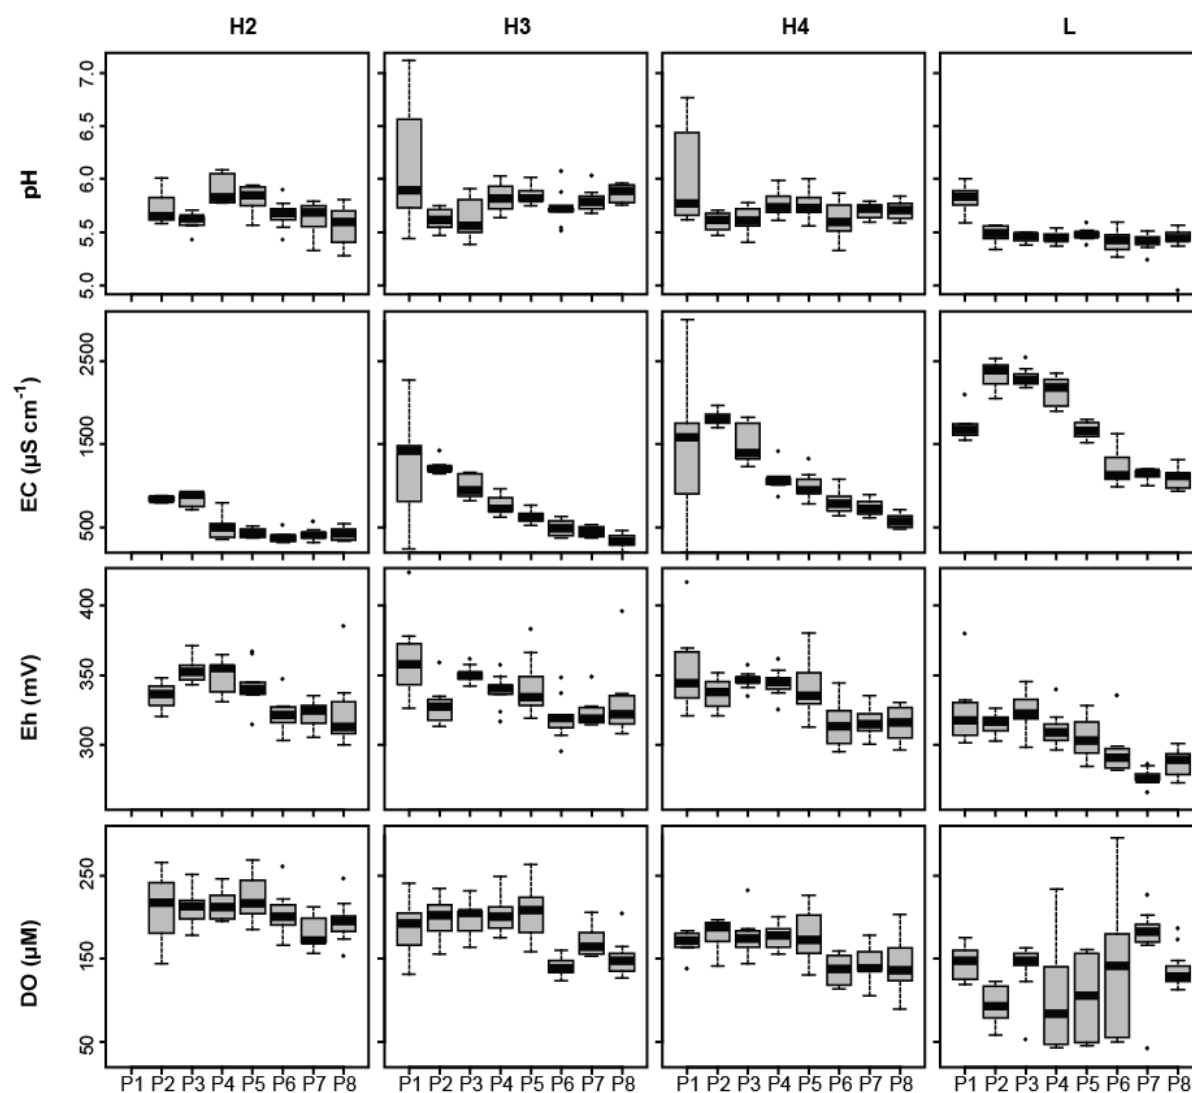 H2 H3 H4 L
pH
7.0
6.5
6.0
5.5
5.0
EC (µS cm⁻¹)
2500
1500
500
Eh (mV)
400
350
300
DO (µM)
250
150
50
P1 P2 P3 P4 P5 P6 P7 P8 P1 P2 P3 P4 P5 P6 P7 P8 P1 P2 P3 P4 P5 P6 P7 P8 P1 P2 P3 P4 P5 P6 P7 P8